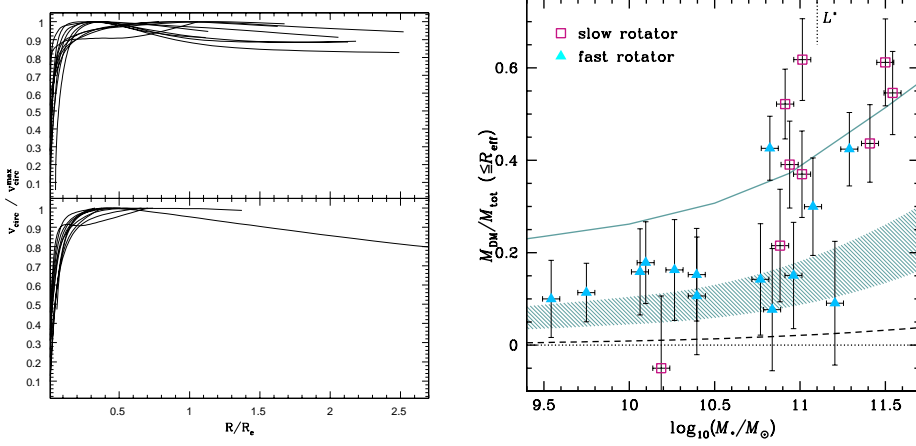 1
0.9
0.8
0.7
0.6
0.5
0.4
0.3
0.2
0.1
1
0.9
0.8
0.7
0.6
0.5
0.4
0.3
0.2
0.1
v_circ / v_circ^max
0.5 1 1.5 2 2.5
R/R_e
L*
slow rotator
fast rotator
0.6
0.4
0.2
0
M_DM/M_tot (≦R_eff)
9.5 10 10.5 11 11.5
log₁₀(M⋆/M⊙)